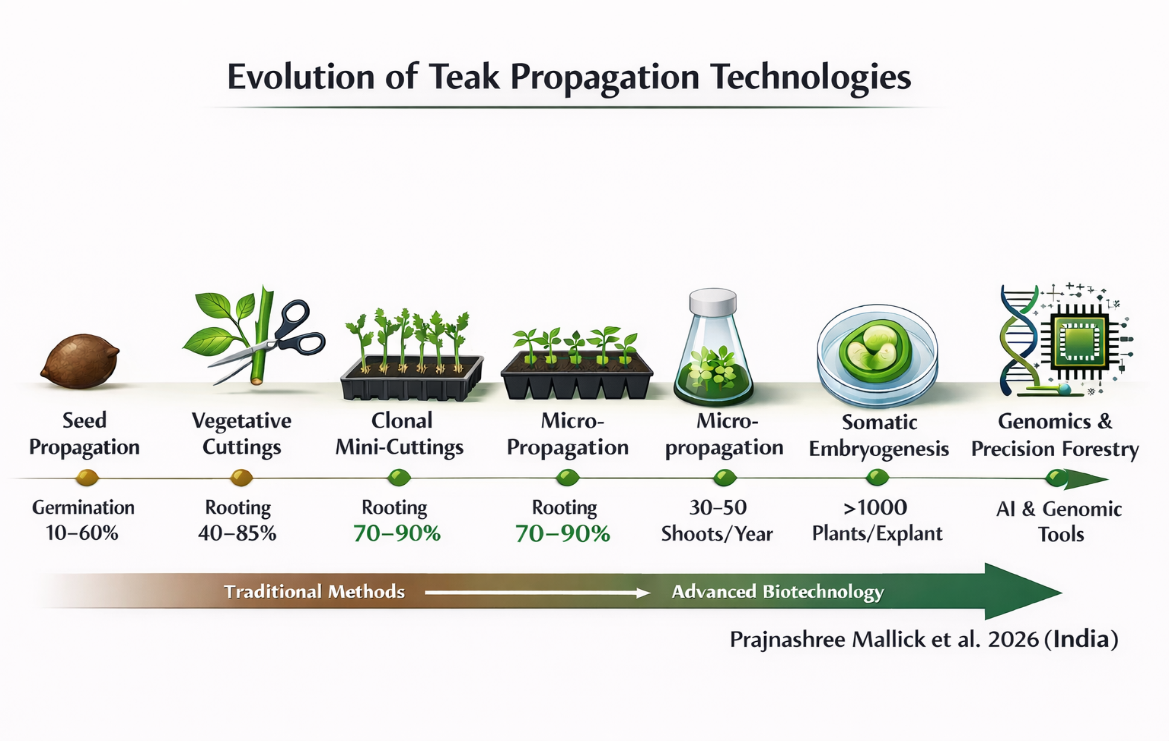 Evolution of Teak Propagation Technologies
Seed
Propagation
Vegetative
Cuttings
Clonal
Mini-Cuttings
Micro-
Propagation
Micro-
propagation
Somatic
Embryogenesis
Genomics &
Precision Forestry
Germination
10–60%
Rooting
40–85%
Rooting
70–90%
Rooting
70–90%
30–50
Shoots/Year
>1000
Plants/Explant
AI & Genomic
Tools
Traditional Methods
Advanced Biotechnology
Prajnashree Mallick et al. 2026 (India)